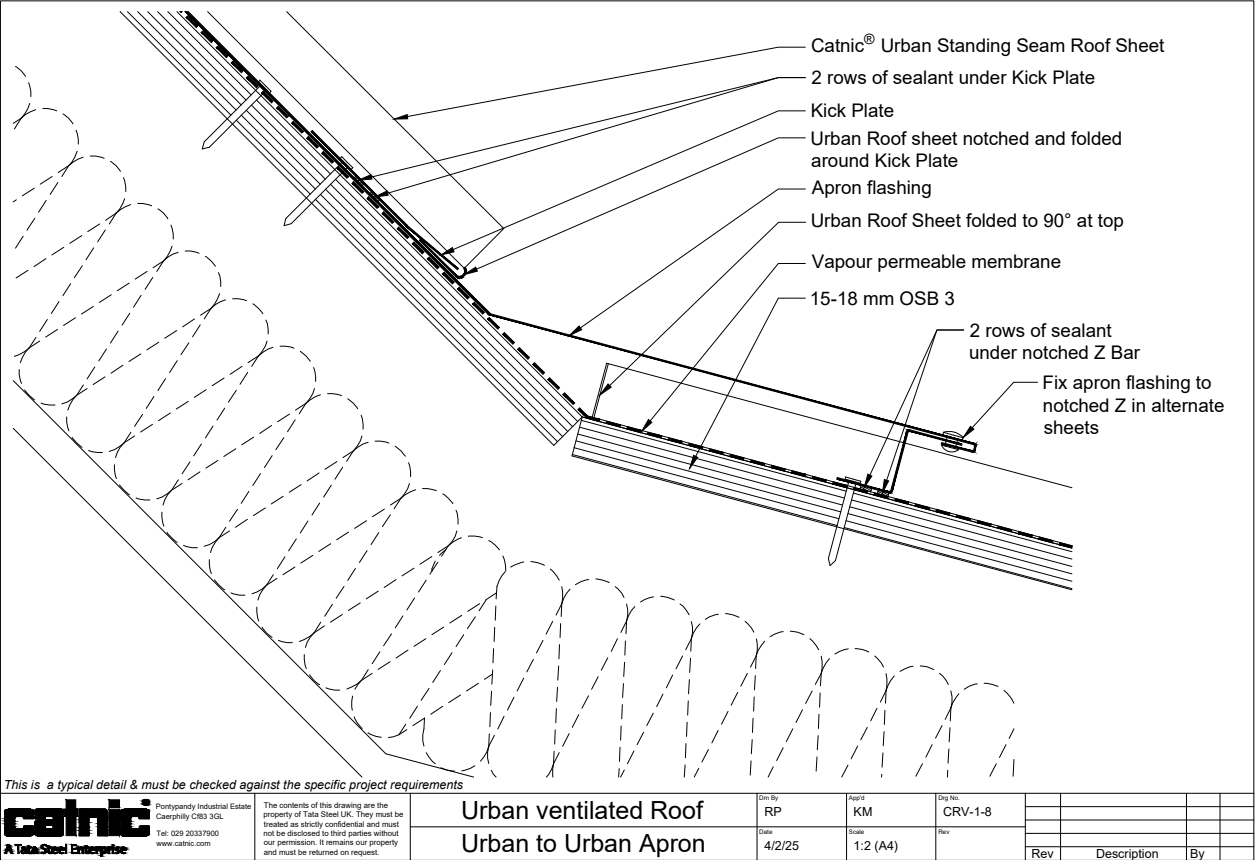 Catnic® Urban Standing Seam Roof Sheet
2 rows of sealant under Kick Plate
Kick Plate
Urban Roof sheet notched and folded
around Kick Plate
Apron flashing
Urban Roof Sheet folded to 90° at top
Vapour permeable membrane
15-18 mm OSB 3
2 rows of sealant
under notched Z Bar
Fix apron flashing to
notched Z in alternate
sheets
This is a typical detail & must be checked against the specific project requirements
catnic
A Tata Steel Enterprise
Pontypandy Industrial Estate
Caerphilly CF83 3GL
Tel: 029 20337900
www.catnic.com
The contents of this drawing are the
property of Tata Steel UK. They must be
treated as strictly confidential and must
not be disclosed to third parties without
our permission. It remains our property
and must be returned on request.
Urban ventilated Roof
Urban to Urban Apron
Drn By
RP
App'd
KM
Drg No.
CRV-1-8
Date
4/2/25
Scale
1:2 (A4)
Rev
Rev Description By